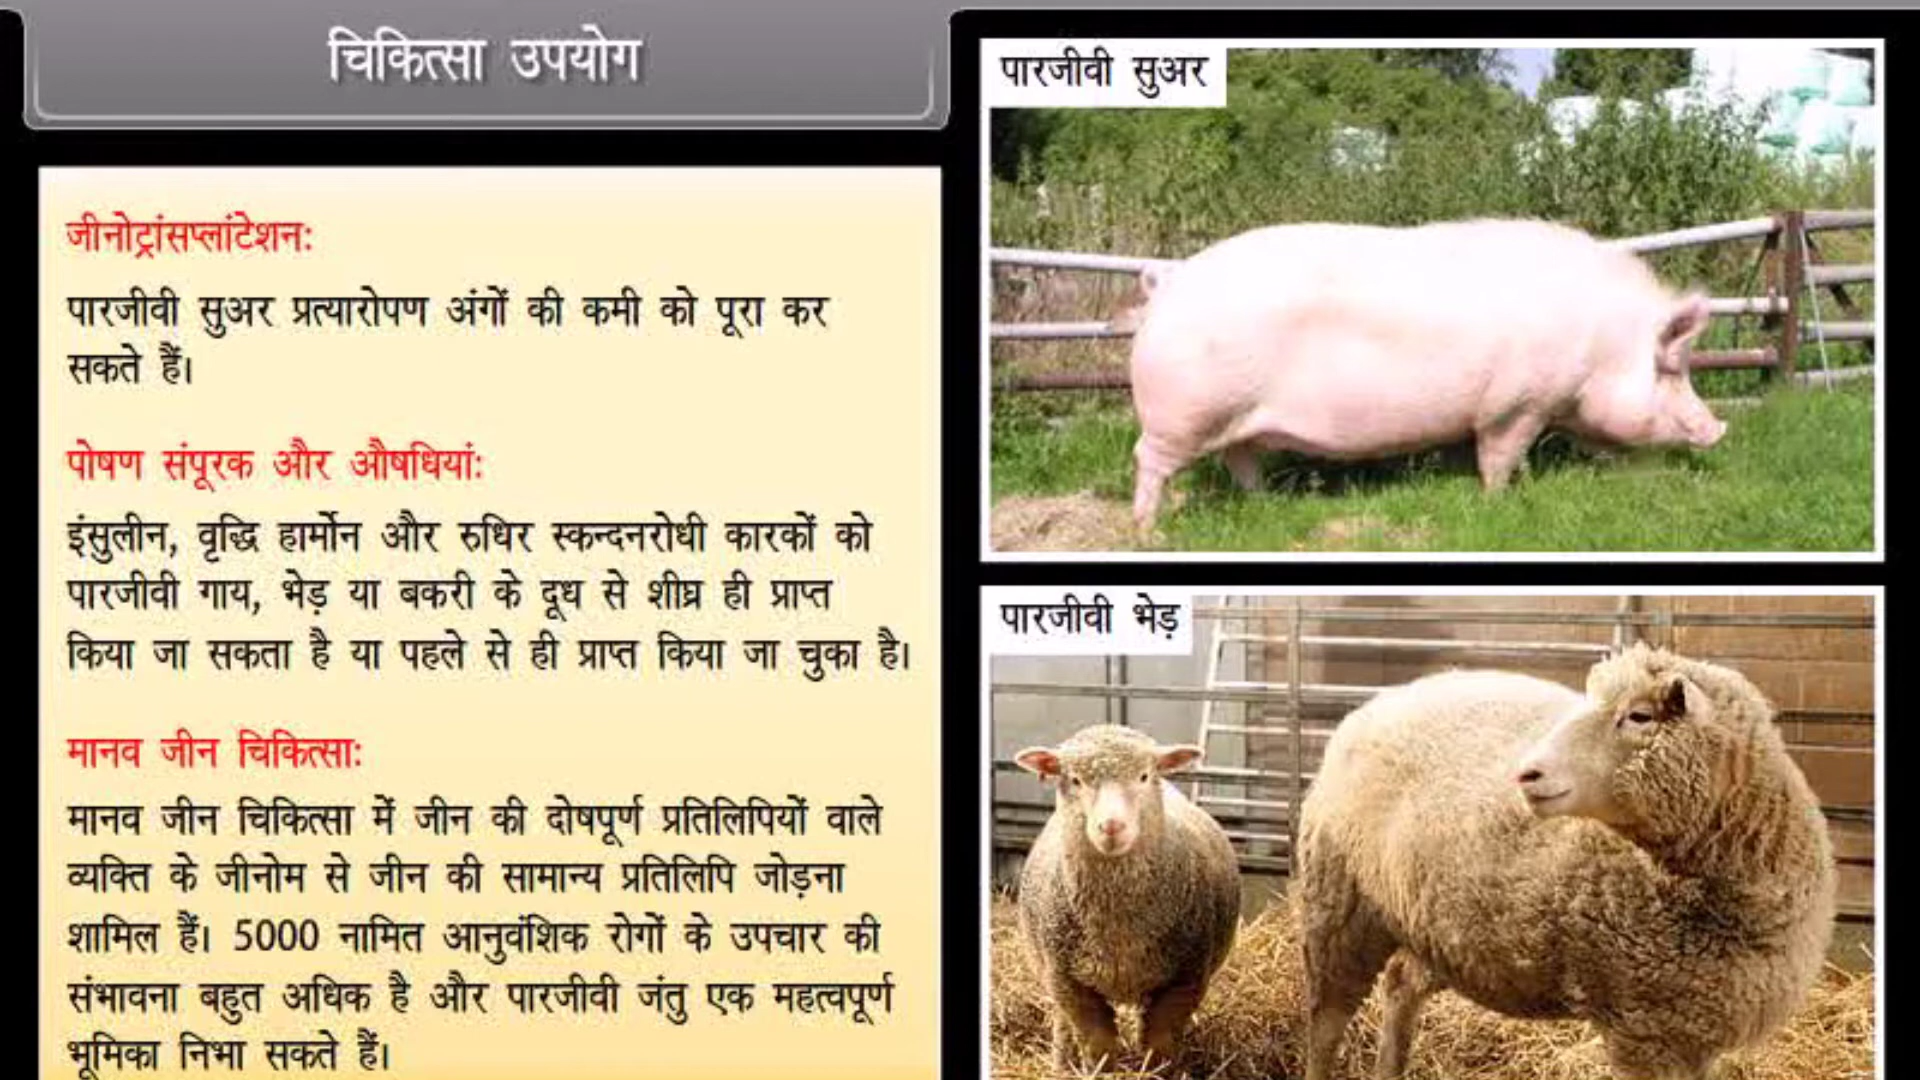 चिकित्सा उपयोग
जीनोट्रांसप्लांटेशन:
पारजीवी सुअर प्रत्यारोपण अंगों की कमी को पूरा कर
सकते हैं।
पोषण संपूरक और औषधियां:
इंसुलीन, वृद्धि हार्मोन और रुधिर स्कन्दनरोधी कारकों को
पारजीवी गाय, भेड़ या बकरी के दूध से शीघ्र ही प्राप्त
किया जा सकता है या पहले से ही प्राप्त किया जा चुका है।
मानव जीन चिकित्सा:
मानव जीन चिकित्सा में जीन की दोषपूर्ण प्रतिलिपियों वाले
व्यक्ति के जीनोम से जीन की सामान्य प्रतिलिपि जोड़ना
शामिल हैं। 5000 नामित आनुवंशिक रोगों के उपचार की
संभावना बहुत अधिक है और पारजीवी जंतु एक महत्वपूर्ण
भूमिका निभा सकते हैं।
पारजीवी सुअर
पारजीवी भेड़